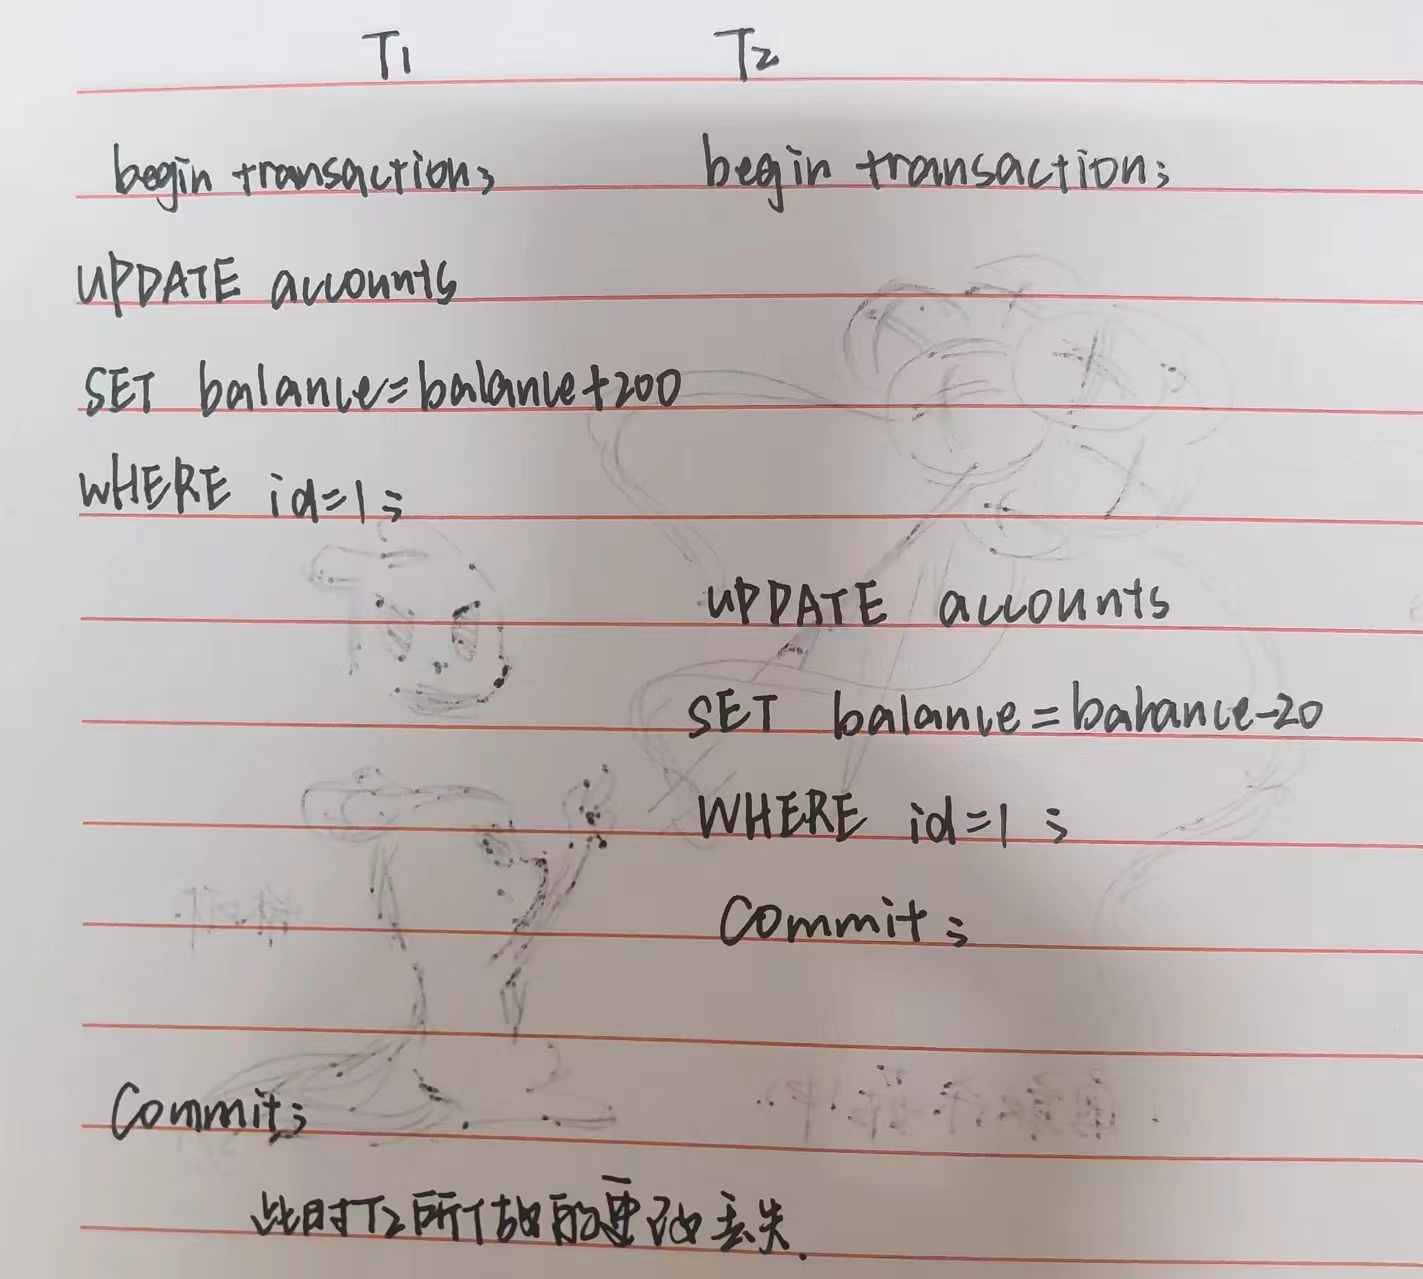 T1 T2
begin transaction; begin transaction;
UPDATE accounts
SET balance=balance+200
WHERE id=1;
UPDATE accounts
SET balance=bahance-20
WHERE id=1;
Commit;
Commit;
此时T2所做的更改丢失.